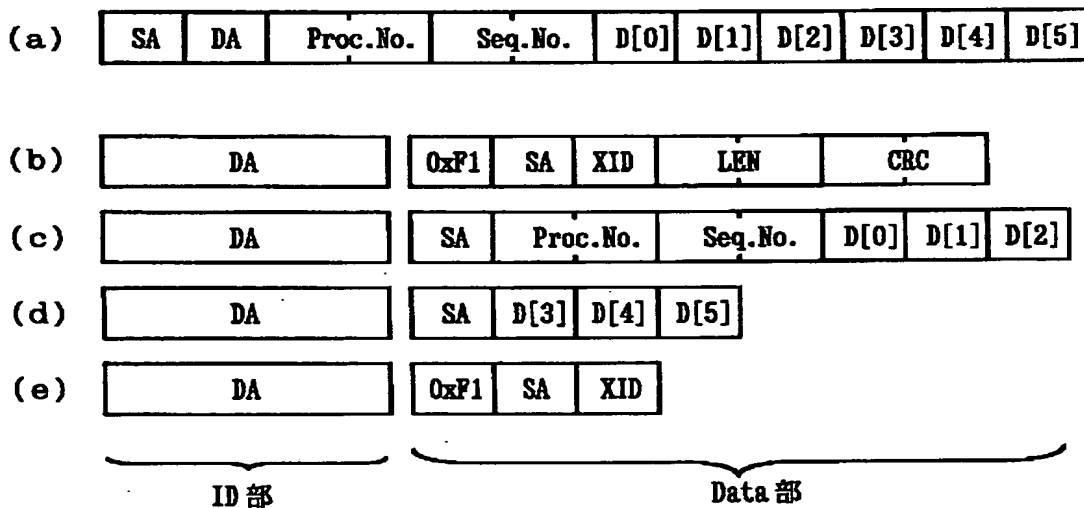 (a) SA DA Proc.No. Seq.No. D[0] D[1] D[2] D[3] D[4] D[5]
(b) DA 0xF1 SA XID LEN CRC
(c) DA SA Proc.No. Seq.No. D[0] D[1] D[2]
(d) DA SA D[3] D[4] D[5]
(e) DA 0xF1 SA XID
ID部 Data部